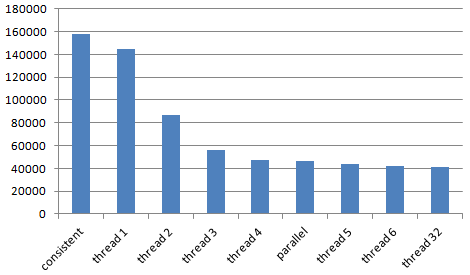 180000
160000
140000
120000
100000
80000
60000
40000
20000
0
consistent
thread 1
thread 2
thread 3
thread 4
parallel
thread 5
thread 6
thread 32